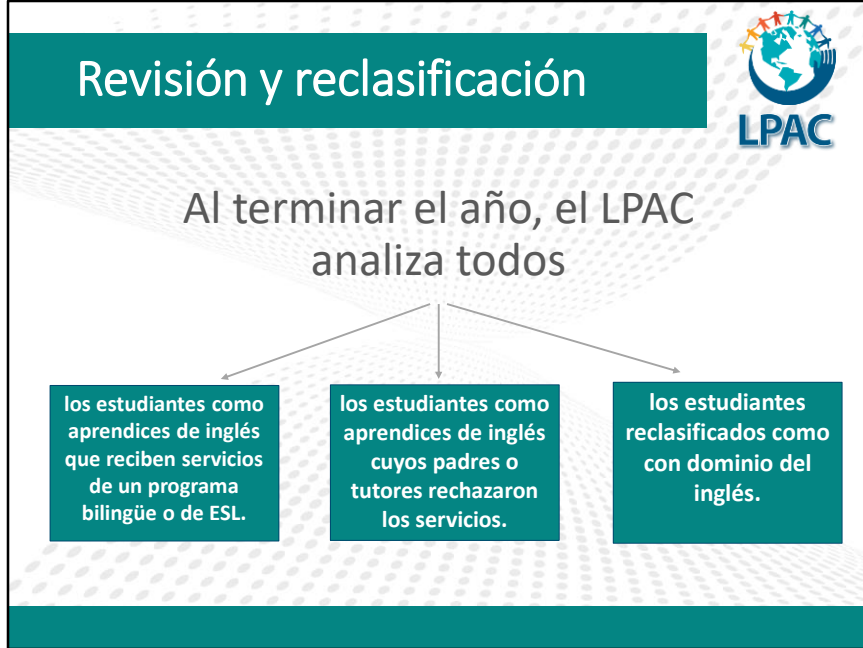 Revisión y reclasificación
LPAC
Al terminar el año, el LPAC
analiza todos
los estudiantes como
aprendices de inglés
que reciben servicios
de un programa
bilingüe o de ESL.
los estudiantes como
aprendices de inglés
cuyos padres o
tutores rechazaron
los servicios.
los estudiantes
reclasificados como
con dominio del
inglés.